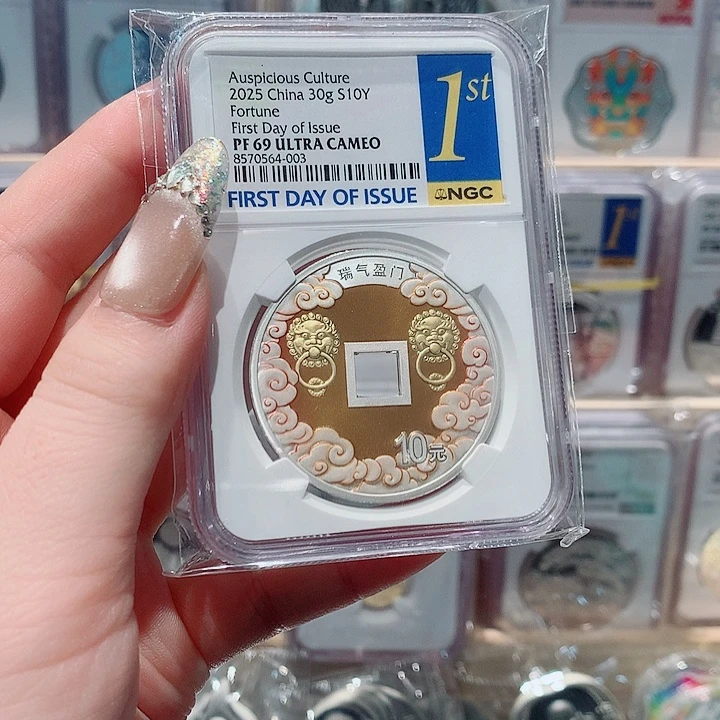 Auspicious Culture
2025 China 30g S10Y
Fortune
First Day of Issue
PF 69 ULTRA CAMEO
8570564-003
1st
FIRST DAY OF ISSUE
NGC
瑞气盈门
10元
1st